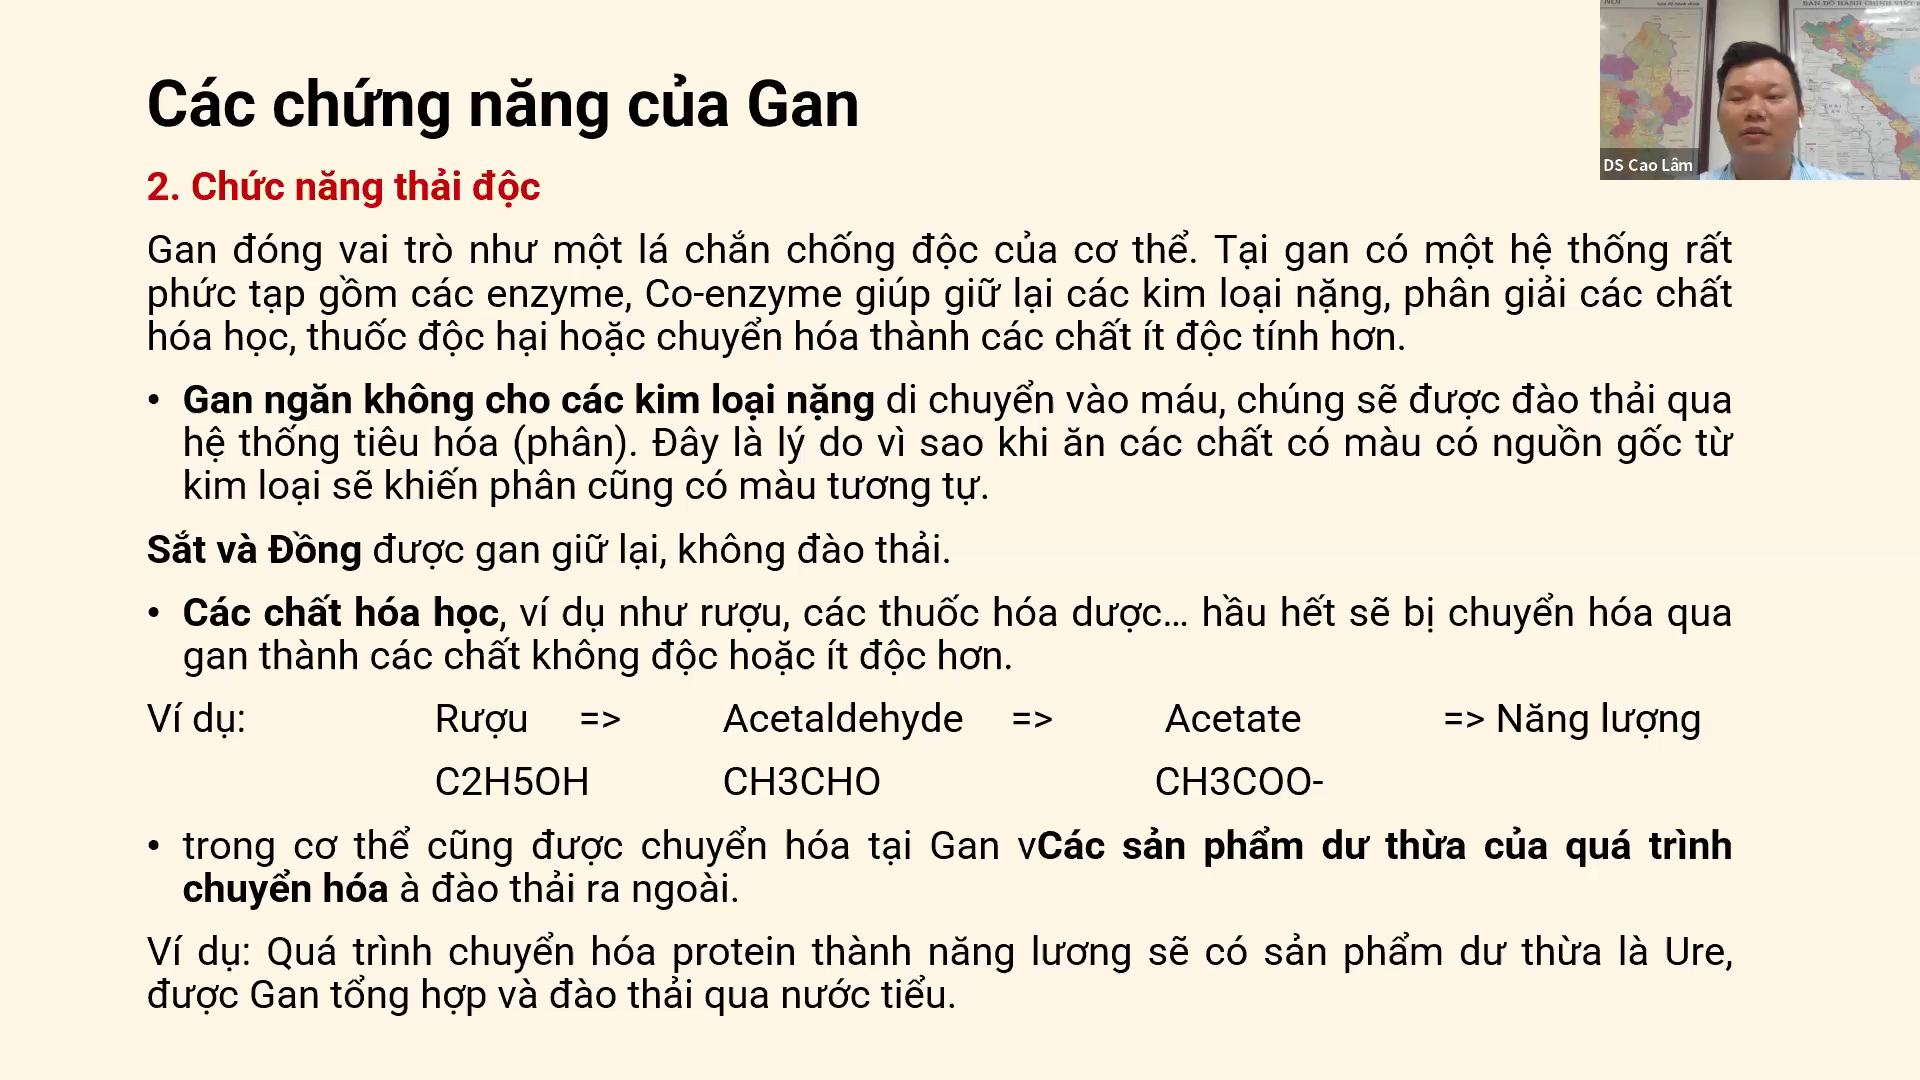 Các chứng năng của Gan
2. Chức năng thải độc
Gan đóng vai trò như một lá chắn chống độc của cơ thể. Tại gan có một hệ thống rất
phức tạp gồm các enzyme, Co-enzyme giúp giữ lại các kim loại nặng, phân giải các chất
hóa học, thuốc độc hại hoặc chuyển hóa thành các chất ít độc tính hơn.
• Gan ngăn không cho các kim loại nặng di chuyển vào máu, chúng sẽ được đào thải qua
hệ thống tiêu hóa (phân). Đây là lý do vì sao khi ăn các chất có màu có nguồn gốc từ
kim loại sẽ khiến phân cũng có màu tương tự.
Sắt và Đồng được gan giữ lại, không đào thải.
• Các chất hóa học, ví dụ như rượu, các thuốc hóa dược... hầu hết sẽ bị chuyển hóa qua
gan thành các chất không độc hoặc ít độc hơn.
Ví dụ: Rượu => Acetaldehyde => Acetate => Năng lượng
C2H5OH CH3CHO CH3COO-
• trong cơ thể cũng được chuyển hóa tại Gan vCác sản phẩm dư thừa của quá trình
chuyển hóa à đào thải ra ngoài.
Ví dụ: Quá trình chuyển hóa protein thành năng lương sẽ có sản phẩm dư thừa là Ure,
được Gan tổng hợp và đào thải qua nước tiểu.
DS Cao Lâm